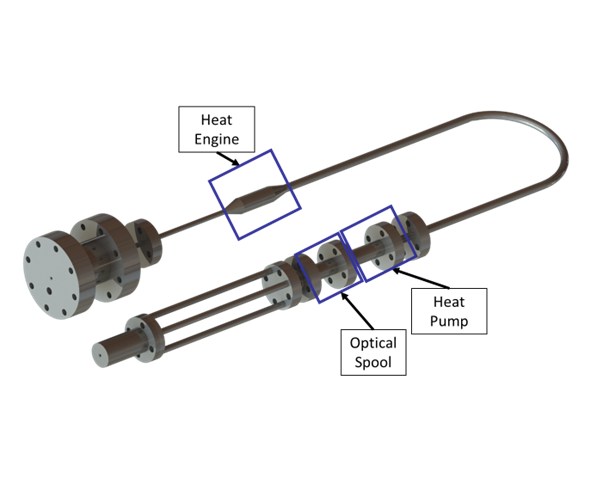 Heat
Engine
Heat
Pump
Optical
Spool